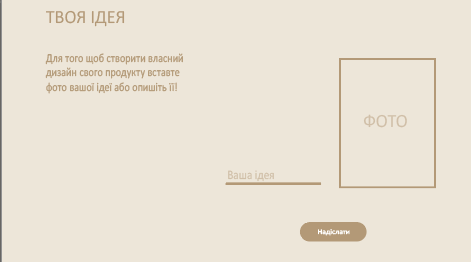 ТВОЯ ІДЕЯ
Для того щоб створити власний
дизайн свого продукту вставте
фото вашої ідеї або опишіть її!
ФОТО
Ваша ідея
Надіслати